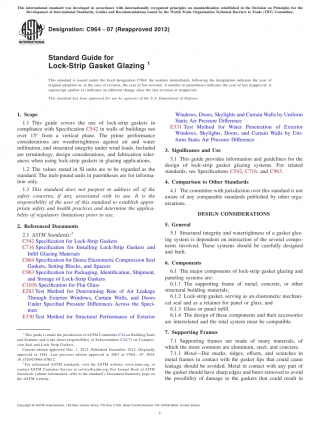 This international standard was developed in accordance with internationally recognized principles on standardization established in the Decision on Principles for the
Development of International Standards, Guides and Recommendations issued by the World Trade Organization Technical Barriers to Trade (TBT) Committee.
Designation: C964 – 07 (Reapproved 2012)
Standard Guide for
Lock-Strip Gasket Glazing 1
This standard is issued under the fixed designation C964; the number immediately following the designation indicates the year of
original adoption or, in the case of revision, the year of last revision. A number in parentheses indicates the year of last reapproval. A
superscript epsilon (ε) indicates an editorial change since the last revision or reapproval.
This standard has been approved for use by agencies of the U.S. Department of Defense.
1. Scope
1.1 This guide covers the use of lock-strip gaskets in
compliance with Specification C542 in walls of buildings not
over 15° from a vertical plane. The prime performance
considerations are weathertightness against air and water
infiltration, and structural integrity under wind loads. Included
are terminology, design considerations, and fabrication toler-
ances when using lock-strip gaskets in glazing applications.
1.2 The values stated in SI units are to be regarded as the
standard. The inch-pound units in parentheses are for informa-
tion only.
1.3 This standard does not purport to address all of the
safety concerns, if any, associated with its use. It is the
responsibility of the user of this standard to establish appro-
priate safety and health practices and determine the applica-
bility of regulatory limitations prior to use.
2. Referenced Documents
2.1 ASTM Standards:2
C542 Specification for Lock-Strip Gaskets
C716 Specification for Installing Lock-Strip Gaskets and
Infill Glazing Materials
C864 Specification for Dense Elastomeric Compression Seal
Gaskets, Setting Blocks, and Spacers
C963 Specification for Packaging, Identification, Shipment,
and Storage of Lock-Strip Gaskets
C1036 Specification for Flat Glass
E283 Test Method for Determining Rate of Air Leakage
Through Exterior Windows, Curtain Walls, and Doors
Under Specified Pressure Differences Across the Speci-
men
E330 Test Method for Structural Performance of Exterior
1 This guide is under the jurisdiction of ASTM Committee C24 on Building Seals
and Sealants and is the direct responsibility of Subcommittee C24.73 on Compres-
sion Seal and Lock Strip Gaskets.
Current edition approved Dec. 1, 2012. Published December 2012. Originally
approved in 1981. Last previous edition approved in 2007 as C964 – 07. DOI:
10.1520/C0964-07R12.
2 For referenced ASTM standards, visit the ASTM website, www.astm.org, or
contact ASTM Customer Service at service@astm.org. For Annual Book of ASTM
Standards volume information, refer to the standard's Document Summary page on
the ASTM website.
Windows, Doors, Skylights and Curtain Walls by Uniform
Static Air Pressure Difference
E331 Test Method for Water Penetration of Exterior
Windows, Skylights, Doors, and Curtain Walls by Uni-
form Static Air Pressure Difference
3. Significance and Use
3.1 This guide provides information and guidelines for the
design of lock-strip gasket glazing systems. For related
standards, see Specifications C542, C716, and C963.
4. Comparison to Other Standards
4.1 The committee with jurisdiction over this standard is not
aware of any comparable standards published by other orga-
nizations.
DESIGN CONSIDERATIONS
5. General
5.1 Structural integrity and watertightness of a gasket glaz-
ing system is dependent on interaction of the several compo-
nents involved. These systems should be carefully designed
and built.
6. Components
6.1 The major components of lock-strip gasket glazing and
paneling systems are:
6.1.1 The supporting frame of metal, concrete, or other
structural building materials,
6.1.2 Lock-strip gasket, serving as an elastomeric mechani-
cal seal and as a retainer for panel or glass, and
6.1.3 Glass or panel infill.
6.1.4 The design of these components and their accessories
are interrelated and the total system must be compatible.
7. Supporting Frames
7.1 Supporting frames are made of many materials, of
which the more common are aluminum, steel, and concrete.
7.1.1 Metal—Die marks, ridges, offsets, and scratches in
metal frames in contact with the gasket lips that could cause
leakage should be avoided. Metal in contact with any part of
the gasket should have sharp edges and burrs removed to avoid
the possibility of damage to the gaskets that could result in
Copyright © ASTM International, 100 Barr Harbor Drive, PO Box C700, West Conshohocken, PA 19428-2959. United States
1